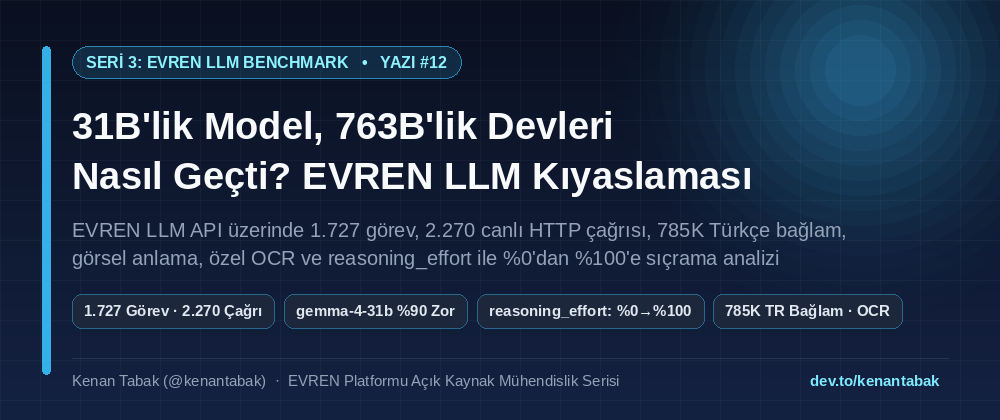 SERİ 3: EVREN LLM BENCHMARK • YAZI #12
31B'lik Model, 763B'lik Devleri
Nasıl Geçti? EVREN LLM Kıyaslaması
EVREN LLM API üzerinde 1.727 görev, 2.270 canlı HTTP çağrısı, 785K Türkçe bağlam,
görsel anlama, özel OCR ve reasoning_effort ile %0'dan %100'e sıçrama analizi
1.727 Görev · 2.270 Çağrı gemma-4-31b %90 Zor reasoning_effort: %0→%100 785K TR Bağlam · OCR
Kenan Tabak (@kenantabak) · EVREN Platformu Açık Kaynak Mühendislik Serisi dev.to/kenantabak